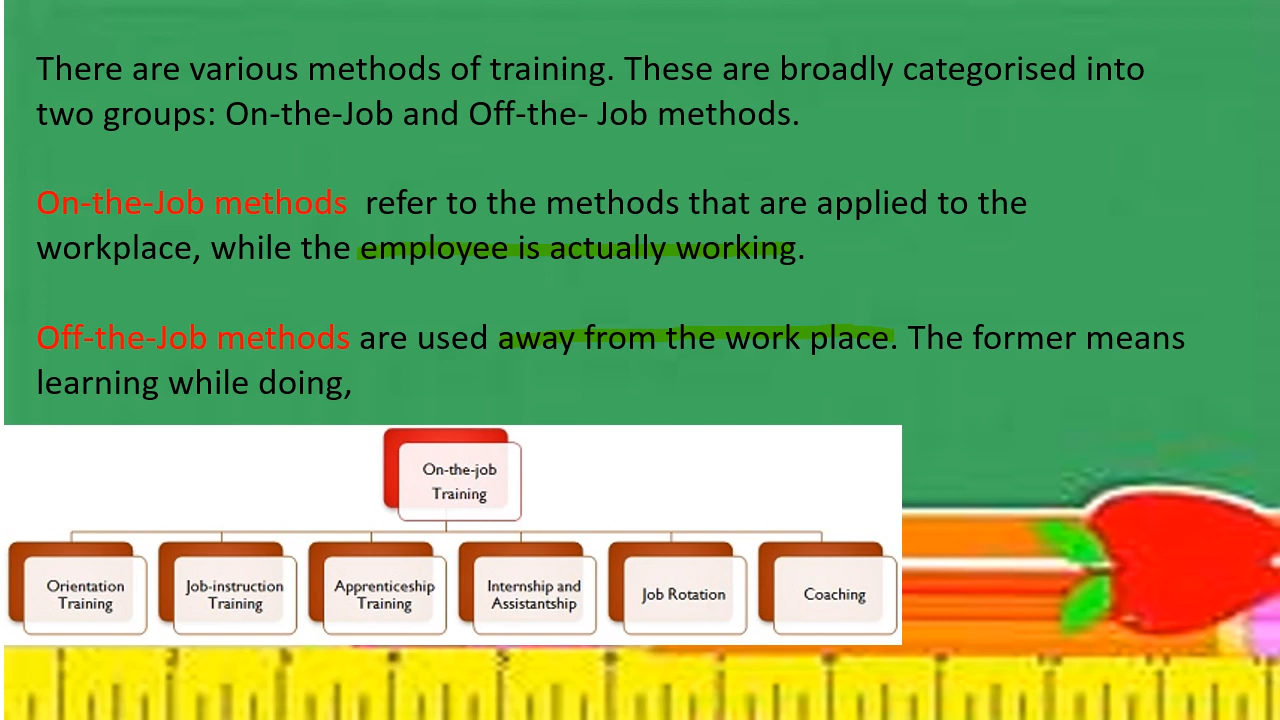 There are various methods of training. These are broadly categorised into
two groups: On-the-Job and Off-the- Job methods.
On-the-Job methods refer to the methods that are applied to the
workplace, while the employee is actually working.
Off-the-Job methods are used away from the work place. The former means
learning while doing,
On-the-job
Training
Orientation
Training
Job-instruction
Training
Apprenticeship
Training
Internship and
Assistantship
Job Rotation
Coaching